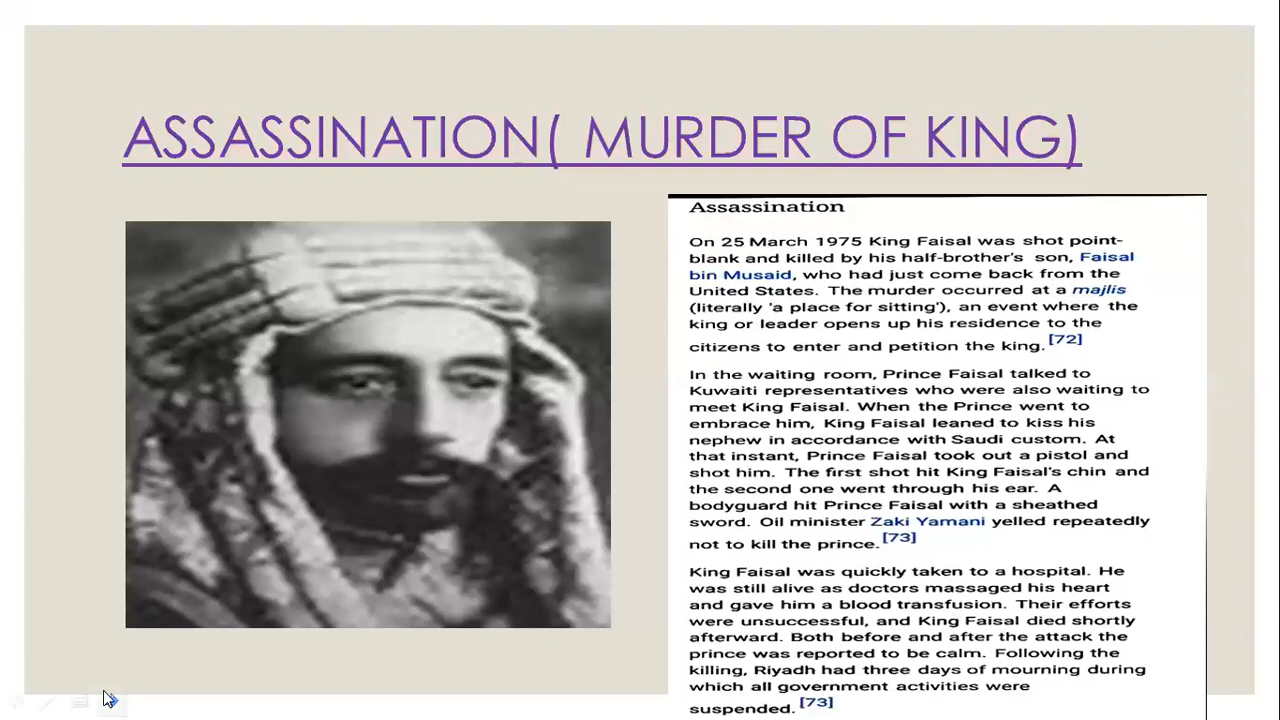 ASSASSINATION( MURDER OF KING)
Assassination
On 25 March 1975 King Faisal was shot point-
blank and killed by his half-brother's son, Faisal
bin Musaid, who had just come back from the
United States. The murder occurred at a majlis
(literally 'a place for sitting'), an event where the
king or leader opens up his residence to the
citizens to enter and petition the king.[72]
In the waiting room, Prince Faisal talked to
Kuwaiti representatives who were also waiting to
meet King Faisal. When the Prince went to
embrace him, King Faisal leaned to kiss his
nephew in accordance with Saudi custom. At
that instant, Prince Faisal took out a pistol and
shot him. The first shot hit King Faisal's chin and
the second one went through his ear. A
bodyguard hit Prince Faisal with a sheathed
sword. Oil minister Zaki Yamani yelled repeatedly
not to kill the prince.[73]
King Faisal was quickly taken to a hospital. He
was still alive as doctors massaged his heart
and gave him a blood transfusion. Their efforts
were unsuccessful, and King Faisal died shortly
afterward. Both before and after the attack the
prince was reported to be calm. Following the
killing, Riyadh had three days of mourning during
which all government activities were
suspended.[73]